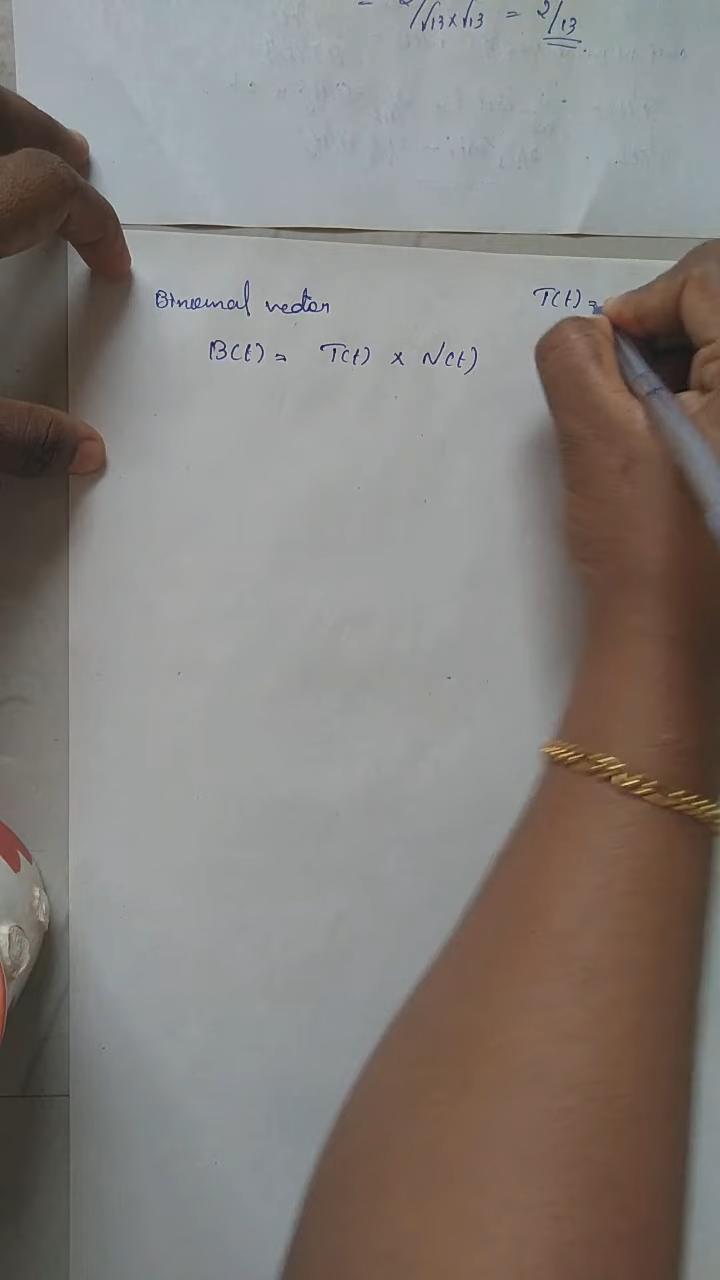 = 2/√13×√13 = 2/13
Binormal vector
T(t) =
B(t) = T(t) × N(t)